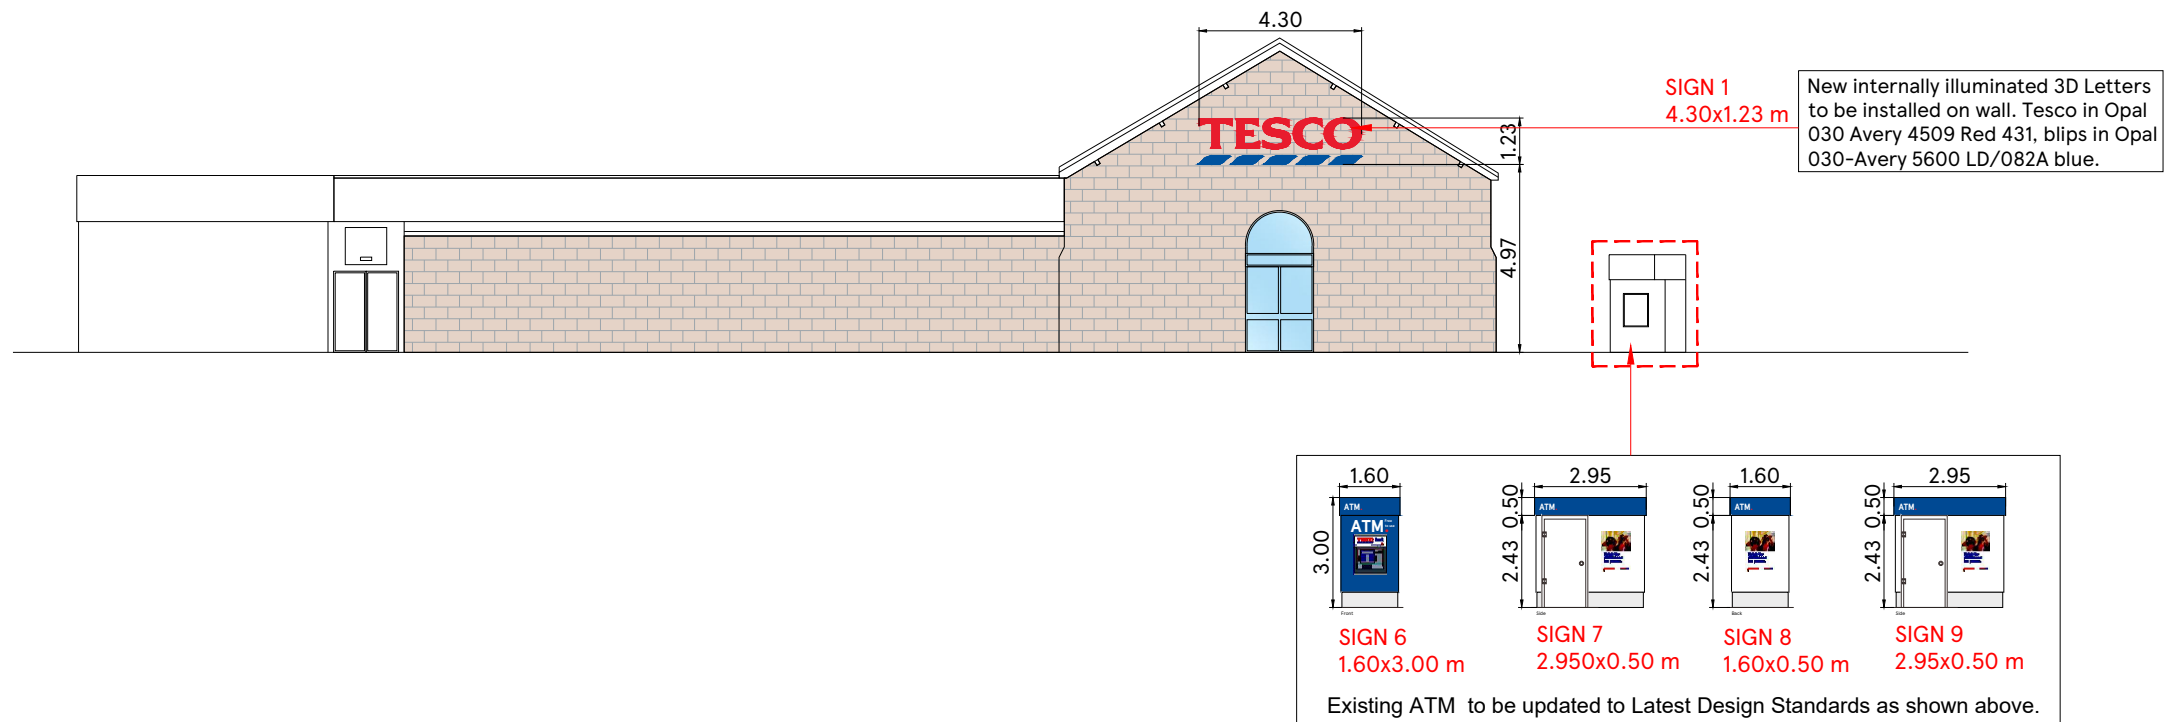 4.30
SIGN 1
4.30x1.23 m
New internally illuminated 3D Letters
to be installed on wall. Tesco in Opal
030 Avery 4509 Red 431, blips in Opal
030-Avery 5600 LD/082A blue.
TESCO
1.23
4.97
1.60
2.95
1.60
2.95
3.00
0.50
2.43
0.50
2.43
0.50
2.43
ATM
ATM
ATM
ATM
ATM
Front
Side
Back
Side
SIGN 6
1.60x3.00 m
SIGN 7
2.950x0.50 m
SIGN 8
1.60x0.50 m
SIGN 9
2.95x0.50 m
Existing ATM  to be updated to Latest Design Standards as shown above.